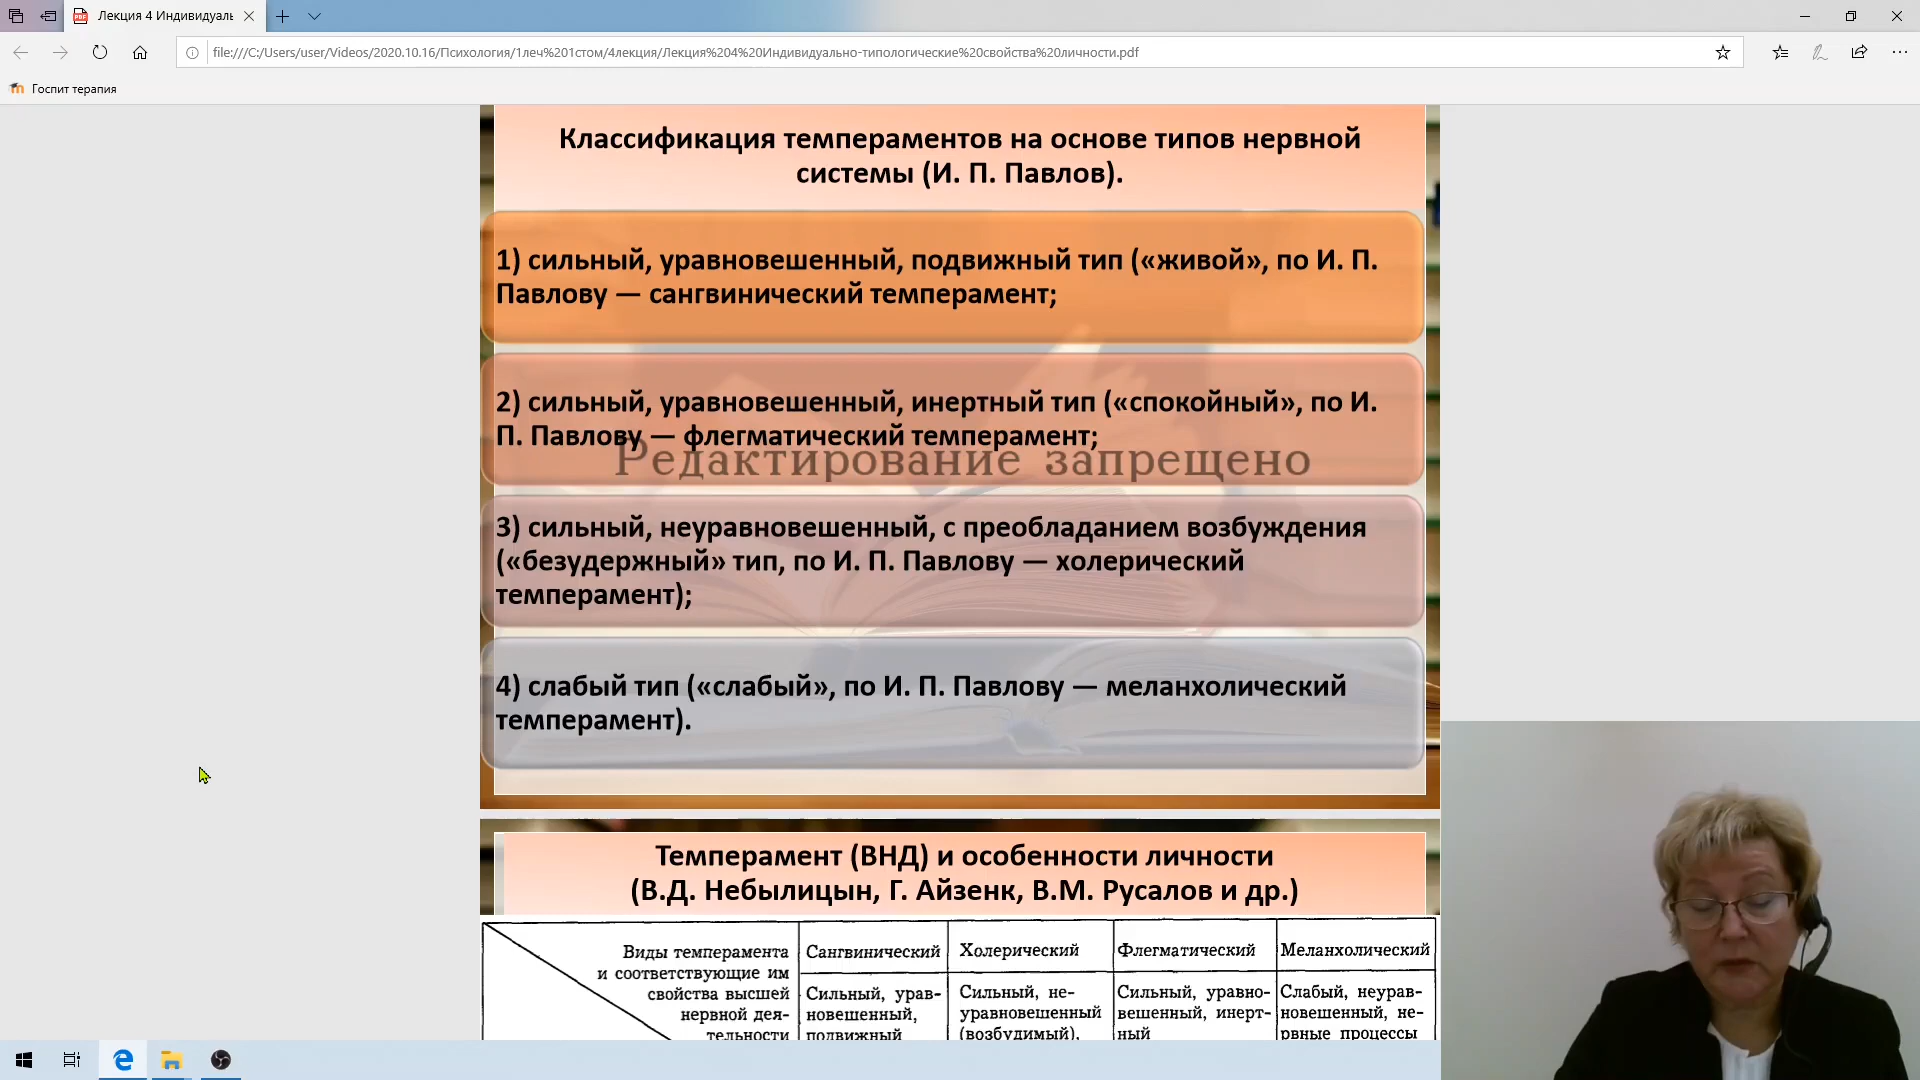 Лекция 4 Индивидуаль
file:///C:/Users/user/Videos/2020.10.16/Психология/1леч%201стом/4лекция/Лекция%204%20Индивидуально-типологические%20свойства%20личности.pdf
Госпит терапия
Классификация темпераментов на основе типов нервной
системы (И. П. Павлов).
1) сильный, уравновешенный, подвижный тип («живой», по И. П.
Павлову — сангвинический темперамент;
2) сильный, уравновешенный, инертный тип («спокойный», по И.
П. Павлову — флегматический темперамент;
Редактирование запрещено
3) сильный, неуравновешенный, с преобладанием возбуждения
(«безудержный» тип, по И. П. Павлову — холерический
темперамент);
4) слабый тип («слабый», по И. П. Павлову — меланхолический
темперамент).
Темперамент (ВНД) и особенности личности
(В.Д. Небылицын, Г. Айзенк, В.М. Русалов и др.)
Виды темперамента
и соответствующие им
свойства высшей
нервной дея-
тельности
Сангвинический
Сильный, урав-
новешенный,
подвижный
Холерический
Сильный, не-
уравновешенный
(возбудимый),
Флегматический
Сильный, уравно-
вешенный, инерт-
ный
Меланхолический
Слабый, неурав-
новешенный, не-
рвные процессы